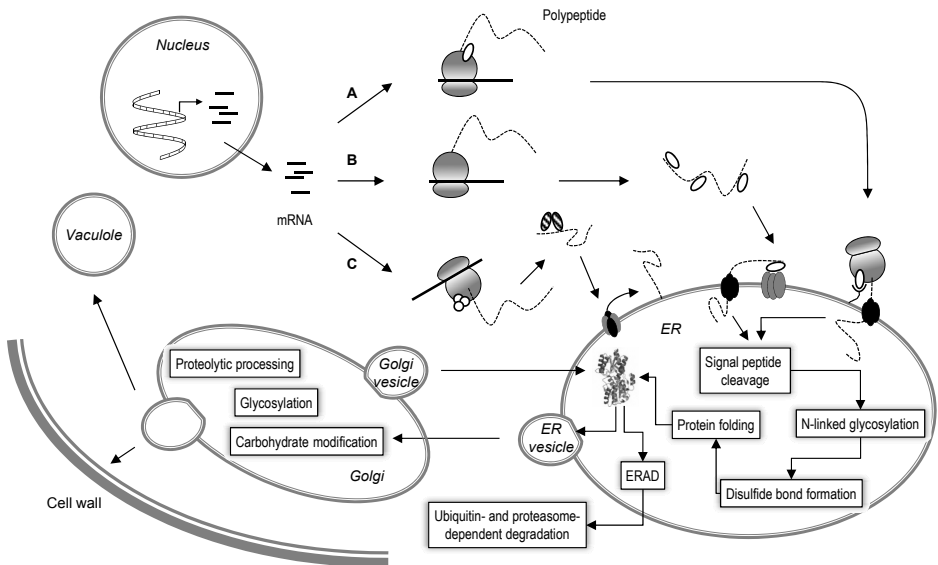 Polypeptide
Nucleus
A
B
mRNA
C
Vacuole
ER
Proteolytic processing
Golgi
vesicle
Signal peptide
cleavage
Glycosylation
Carbohydrate modification
Protein folding
N-linked glycosylation
ER
vesicle
Golgi
ERAD
Disulfide bond formation
Cell wall
Ubiquitin- and proteasome-
dependent degradation